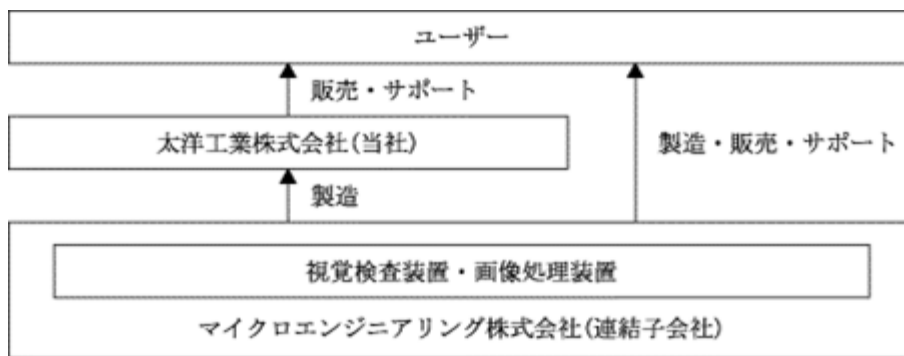 ユーザー
販売・サポート
太洋工業株式会社(当社)
製造・販売・サポート
製造
視覚検査装置・画像処理装置
マイクロエンジニアリング株式会社(連結子会社)